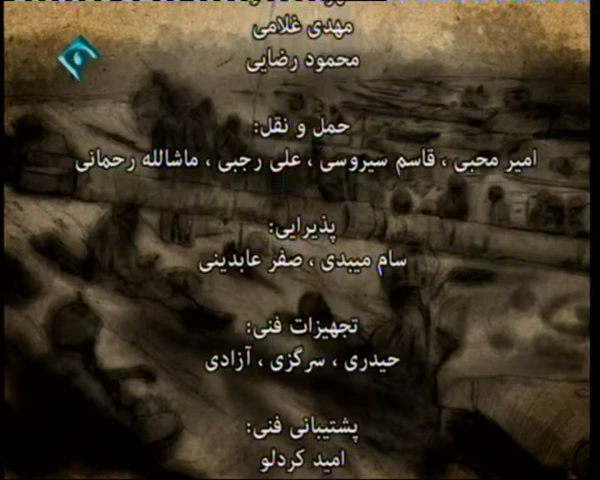 مهدی غلامی
محمود رضایی
حمل و نقل:
امیر محبی ، قاسم سیروسی ، علی رجبی ، ماشالله رحمانی
پذیرایی:
سام میبدی ، صفر عابدینی
تجهیزات فنی:
حیدری ، سرگزی ، آزادی
پشتیبانی فنی:
امید کردلو